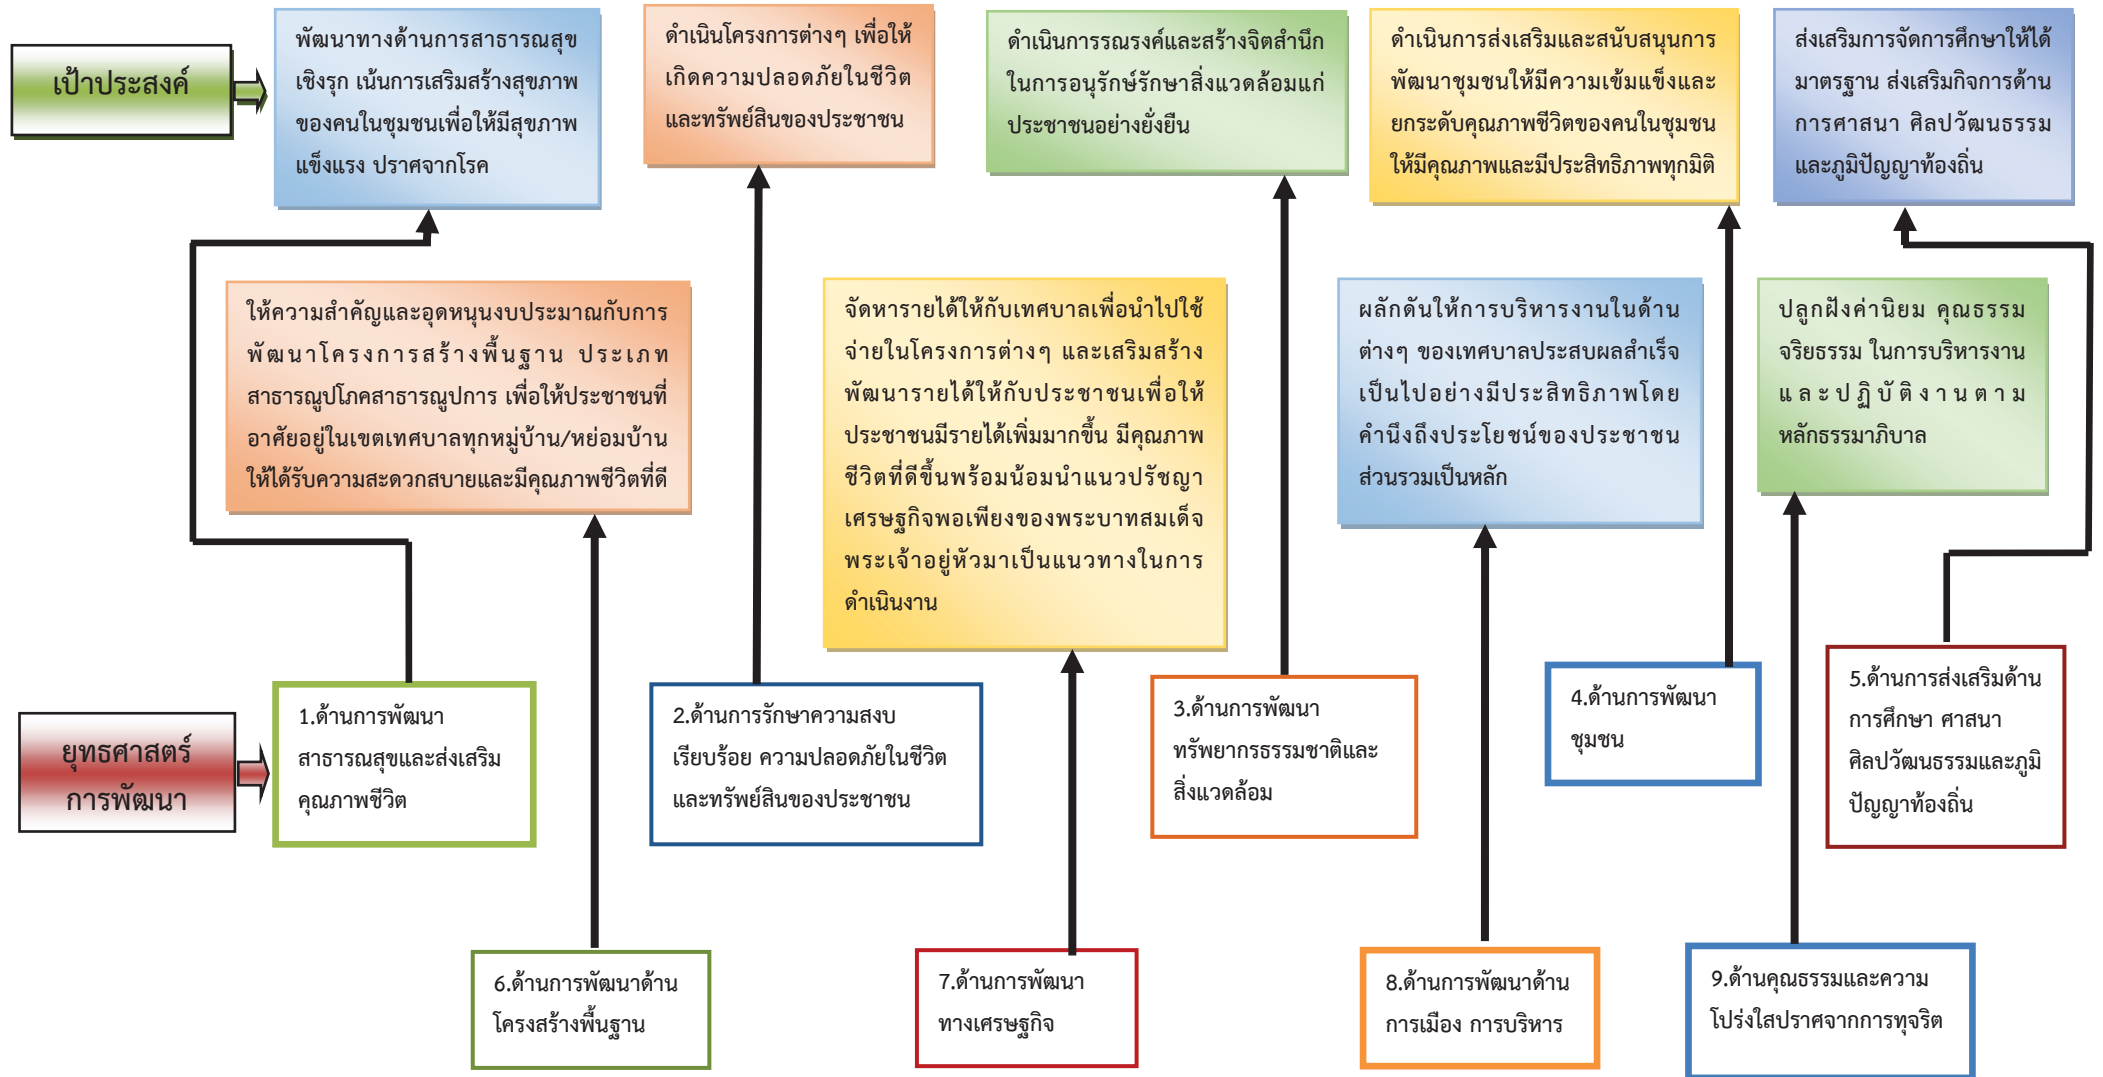 เป้าประสงค์
พัฒนาทางด้านการสาธารณสุข
เชิงรุก เน้นการเสริมสร้างสุขภาพ
ของคนในชุมชนเพื่อให้มีสุขภาพ
แข็งแรง ปราศจากโรค
ดำเนินโครงการต่างๆ เพื่อให้
เกิดความปลอดภัยในชีวิต
และทรัพย์สินของประชาชน
ดำเนินการรณรงค์และสร้างจิตสำนึก
ในการอนุรักษ์รักษาสิ่งแวดล้อมแก่
ประชาชนอย่างยั่งยืน
ดำเนินการส่งเสริมและสนับสนุนการ
พัฒนาชุมชนให้มีความเข้มแข็งและ
ยกระดับคุณภาพชีวิตของคนในชุมชน
ให้มีคุณภาพและมีประสิทธิภาพทุกมิติ
ส่งเสริมการจัดการศึกษาให้ได้
มาตรฐาน ส่งเสริมกิจการด้าน
การศาสนา ศิลปวัฒนธรรม
และภูมิปัญญาท้องถิ่น
ให้ความสำคัญและอุดหนุนงบประมาณกับการ
พัฒนาโครงการสร้างพื้นฐาน ประเภท
สาธารณูปโภคสาธารณูปการ เพื่อให้ประชาชนที่
อาศัยอยู่ในเขตเทศบาลทุกหมู่บ้าน/หย่อมบ้าน
ให้ได้รับความสะดวกสบายและมีคุณภาพชีวิตที่ดี
จัดหารายได้ให้กับเทศบาลเพื่อนำไปใช้
จ่ายในโครงการต่างๆ และเสริมสร้าง
พัฒนารายได้ให้กับประชาชนเพื่อให้
ประชาชนมีรายได้เพิ่มมากขึ้น มีคุณภาพ
ชีวิตที่ดีขึ้นพร้อมน้อมนำแนวปรัชญา
เศรษฐกิจพอเพียงของพระบาทสมเด็จ
พระเจ้าอยู่หัวมาเป็นแนวทางในการ
ดำเนินงาน
ผลักดันให้การบริหารงานในด้าน
ต่างๆ ของเทศบาลประสบผลสำเร็จ
เป็นไปอย่างมีประสิทธิภาพโดย
คำนึงถึงประโยชน์ของประชาชน
ส่วนรวมเป็นหลัก
ปลูกฝังค่านิยม คุณธรรม
จริยธรรม ในการบริหารงาน
และปฏิบัติงานตาม
หลักธรรมาภิบาล
ยุทธศาสตร์
การพัฒนา
1.ด้านการพัฒนา
สาธารณสุขและส่งเสริม
คุณภาพชีวิต
2.ด้านการรักษาความสงบ
เรียบร้อย ความปลอดภัยในชีวิต
และทรัพย์สินของประชาชน
3.ด้านการพัฒนา
ทรัพยากรธรรมชาติและ
สิ่งแวดล้อม
4.ด้านการพัฒนา
ชุมชน
5.ด้านการส่งเสริมด้าน
การศึกษา ศาสนา
ศิลปวัฒนธรรมและภูมิ
ปัญญาท้องถิ่น
6.ด้านการพัฒนาด้าน
โครงสร้างพื้นฐาน
7.ด้านการพัฒนา
ทางเศรษฐกิจ
8.ด้านการพัฒนาด้าน
การเมือง การบริหาร
9.ด้านคุณธรรมและความ
โปร่งใสปราศจากการทุจริต